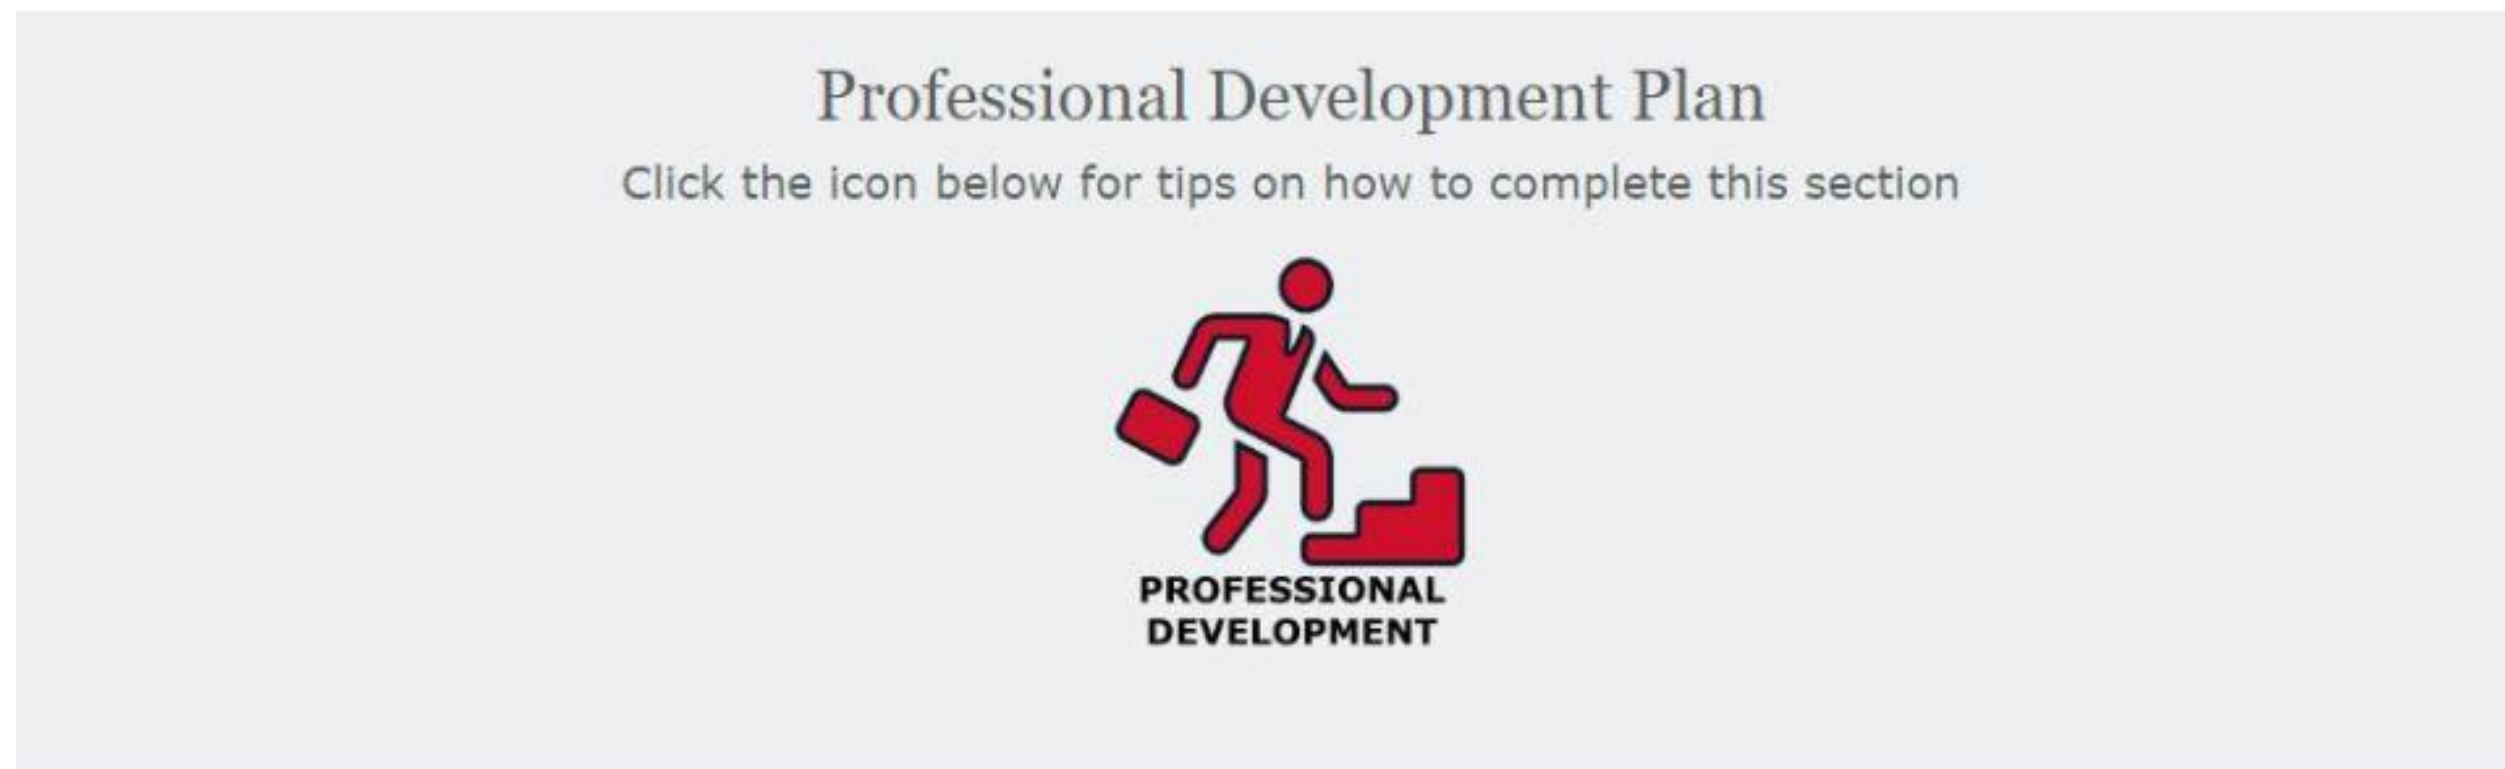 Professional Development Plan
Click the icon below for tips on how to complete this section
PROFESSIONAL
DEVELOPMENT